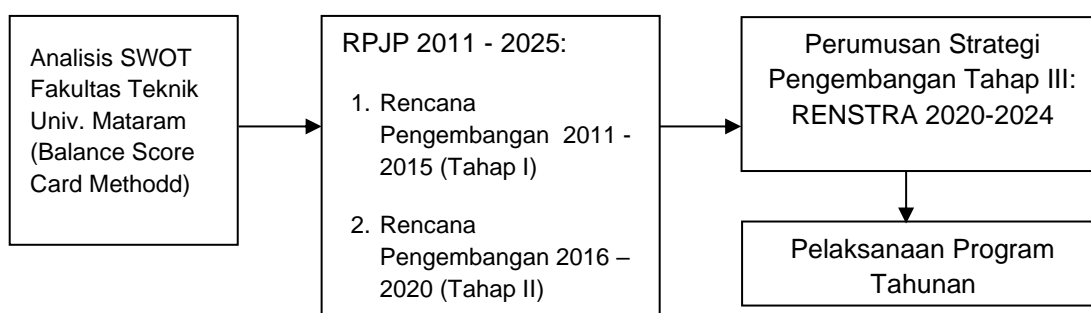 Analisis SWOT
Fakultas Teknik
Univ. Mataram
(Balance Score
Card Methodd)
RPJP 2011 - 2025:
1. Rencana
Pengembangan 2011 -
2015 (Tahap I)
2. Rencana
Pengembangan 2016 –
2020 (Tahap II)
Perumusan Strategi
Pengembangan Tahap III:
RENSTRA 2020-2024
Pelaksanaan Program
Tahunan